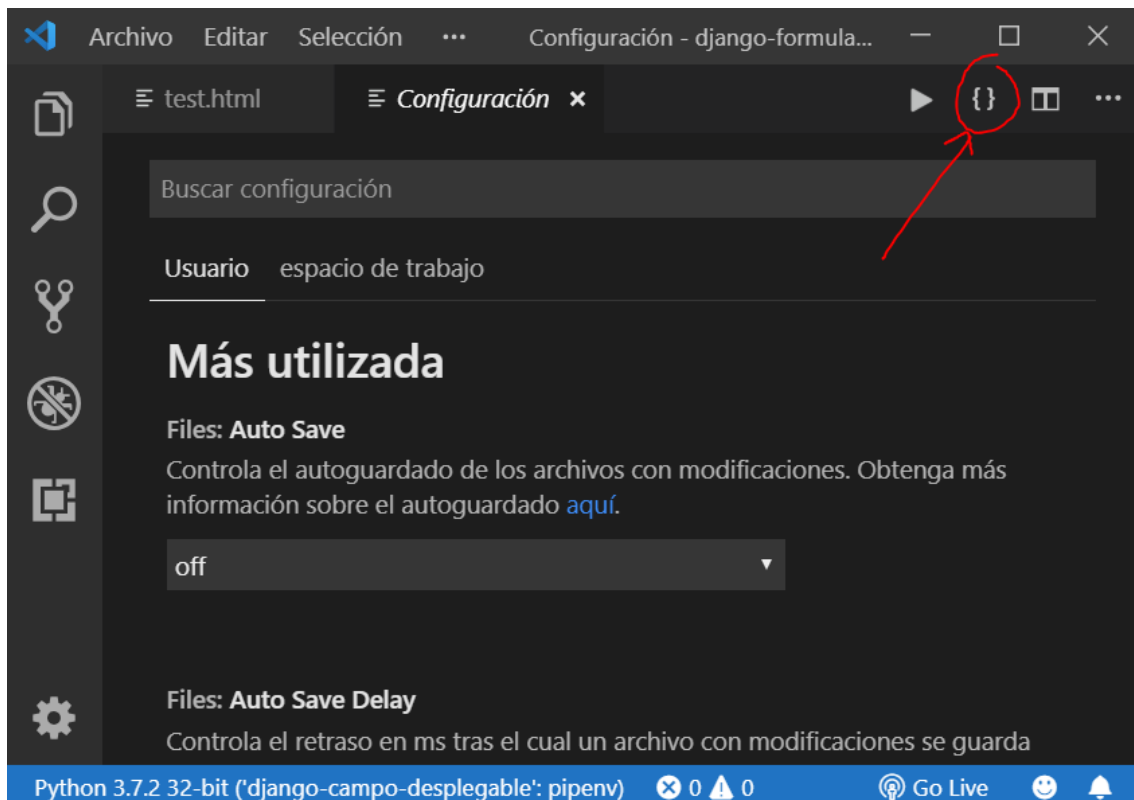 Archivo Editar Selección ... Configuración - django-formula...
test.html Configuración
{}
Buscar configuración
Usuario espacio de trabajo
Más utilizada
Files: Auto Save
Controla el autoguardado de los archivos con modificaciones. Obtenga más
información sobre el autoguardado aquí.
off
Files: Auto Save Delay
Controla el retraso en ms tras el cual un archivo con modificaciones se guarda
Python 3.7.2 32-bit ('django-campo-desplegable': pipenv) 0 0 Go Live